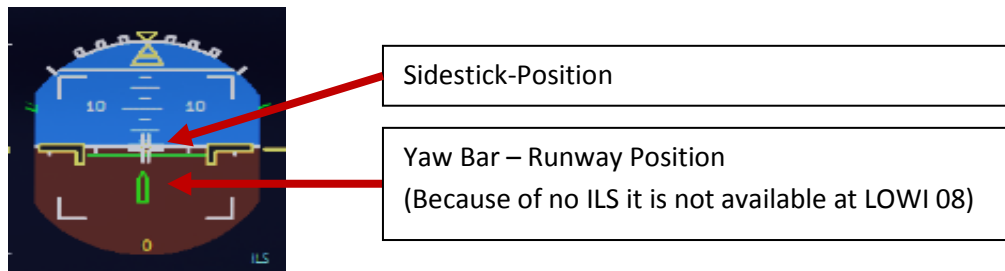 Sidestick-Position
10 10
Yaw Bar – Runway Position
(Because of no ILS it is not available at LOWI 08)
0
ILS